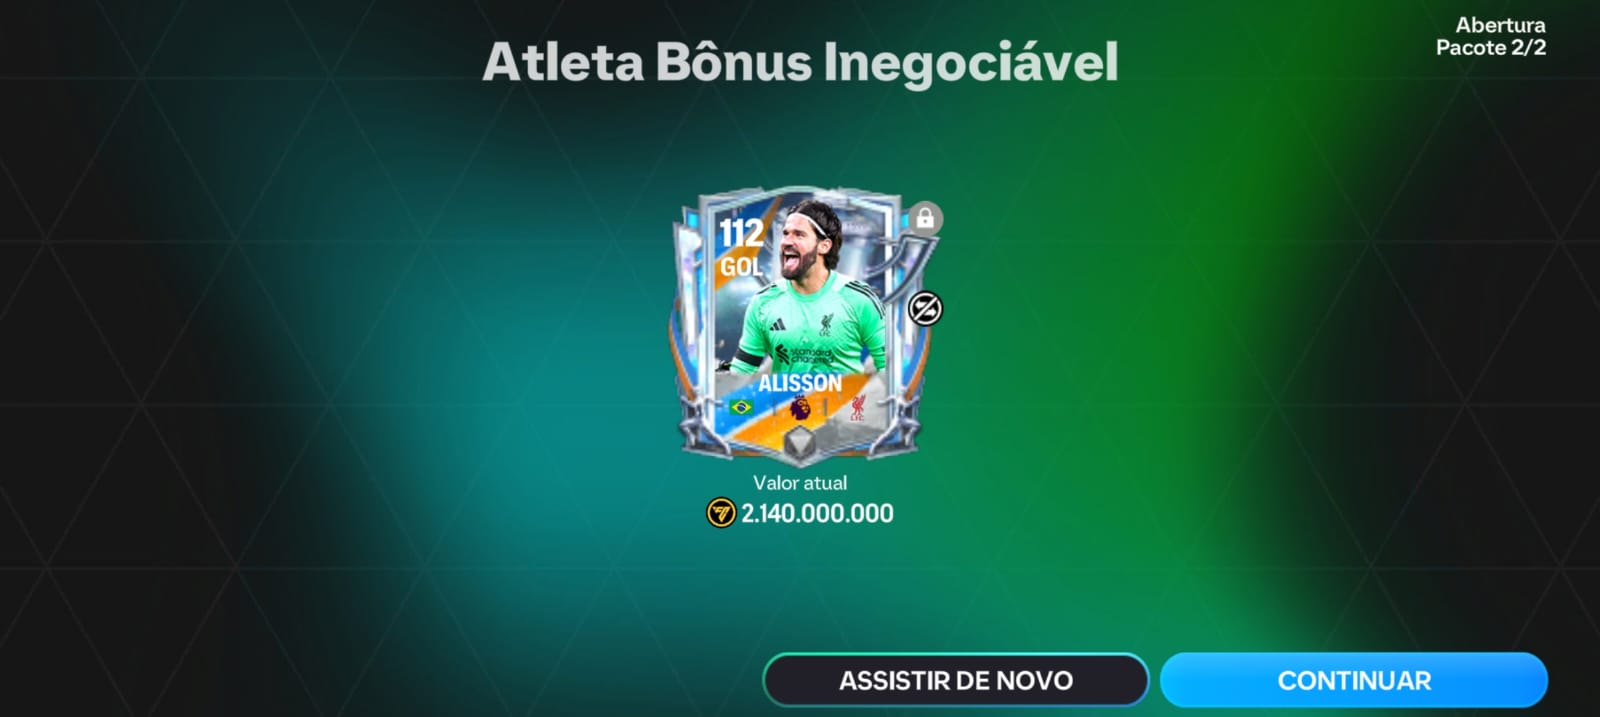 Abertura
Pacote 2/2
Atleta Bônus Inegociável
112
GOL
standard
chartered
ALISSON
Valor atual
2.140.000.000
ASSISTIR DE NOVO
CONTINUAR